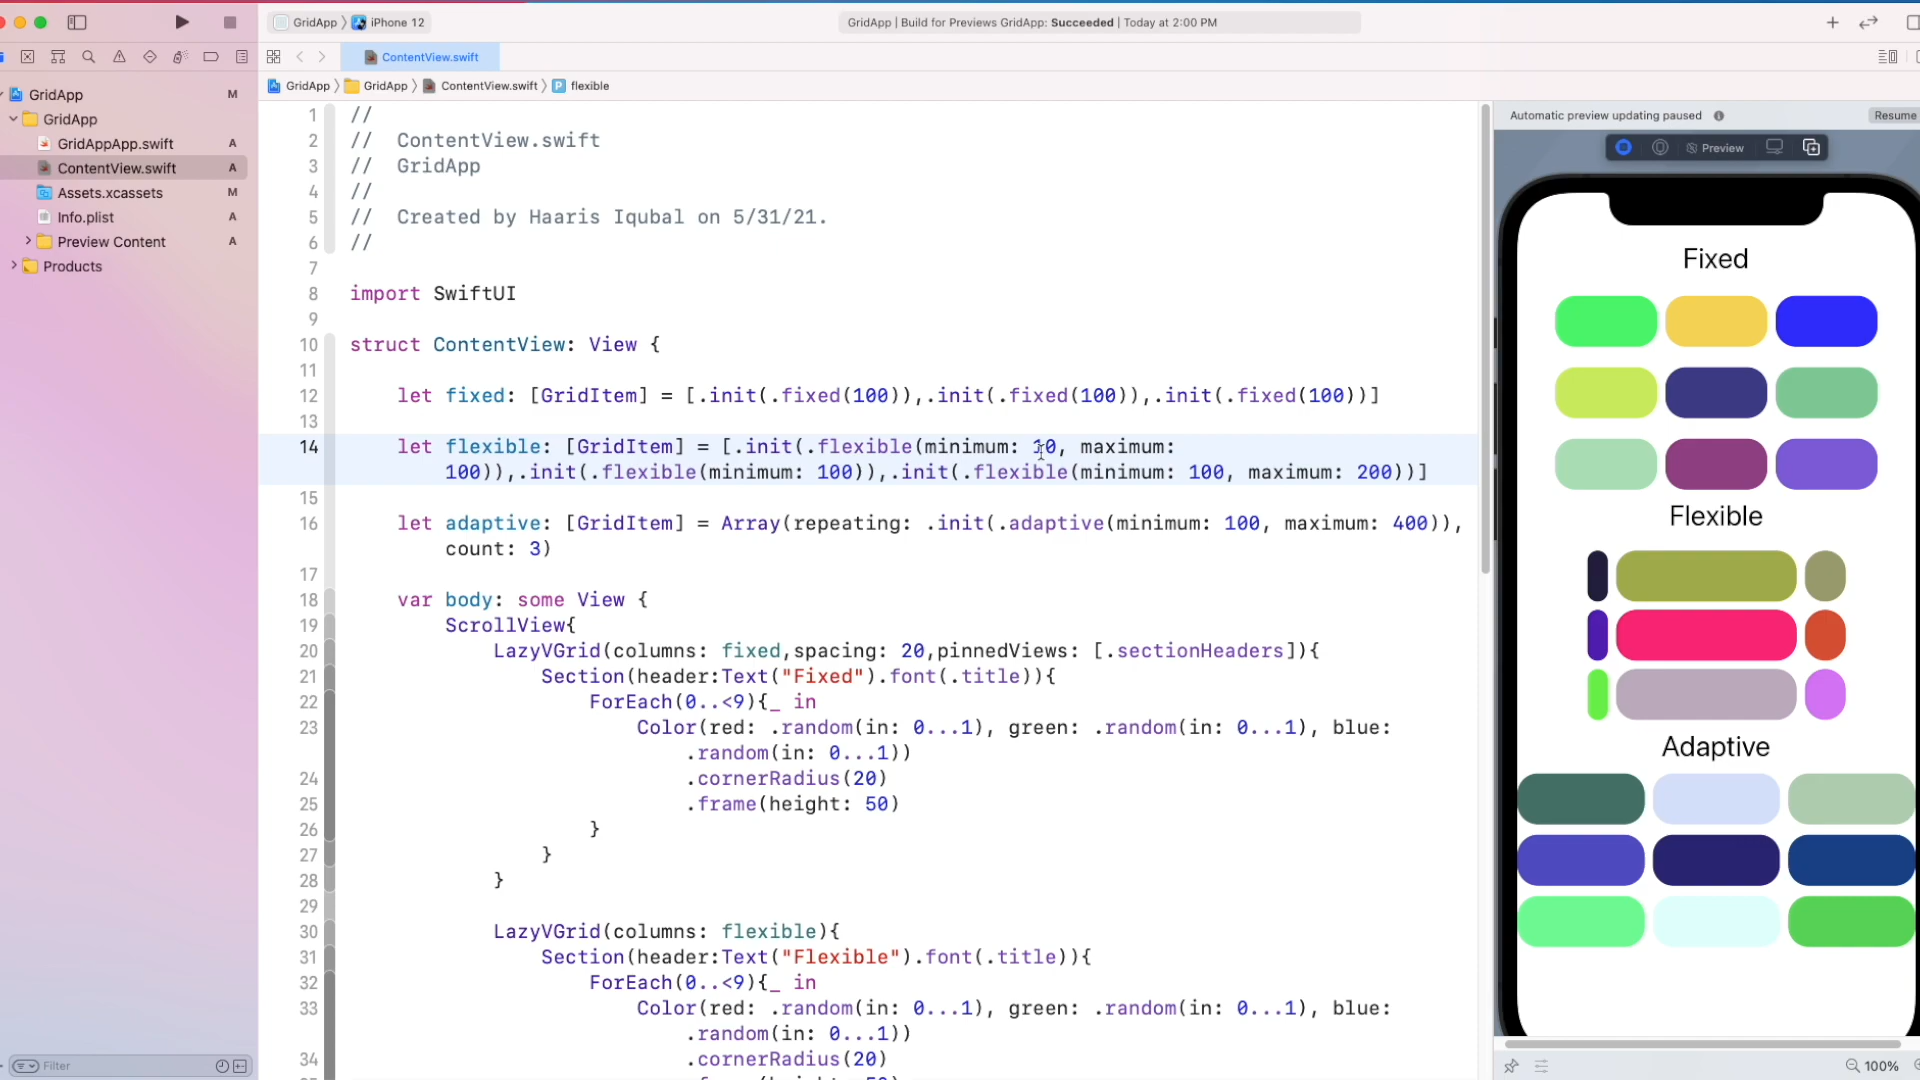 GridApp
iPhone 12
GridApp | Build for Previews GridApp: Succeeded | Today at 2:00 PM
ContentView.swift
GridApp
GridApp
ContentView.swift
flexible
GridApp M
GridApp
GridAppApp.swift A
ContentView.swift A
Assets.xcassets M
Info.plist A
Preview Content A
Products
Filter
1 //
2 //  ContentView.swift
3 //  GridApp
4 //
5 //  Created by Haaris Iqubal on 5/31/21.
6 //
7
8 import SwiftUI
9
10 struct ContentView: View {
11
12 let fixed: [GridItem] = [.init(.fixed(100)),.init(.fixed(100)),.init(.fixed(100))]
13
14 let flexible: [GridItem] = [.init(.flexible(minimum: 10, maximum:
100)),.init(.flexible(minimum: 100)),.init(.flexible(minimum: 100, maximum: 200))]
15
16 let adaptive: [GridItem] = Array(repeating: .init(.adaptive(minimum: 100, maximum: 400)),
count: 3)
17
18 var body: some View {
19 ScrollView{
20 LazyVGrid(columns: fixed,spacing: 20,pinnedViews: [.sectionHeaders]){
21 Section(header:Text("Fixed").font(.title)){
22 ForEach(0..<9){_ in
23 Color(red: .random(in: 0...1), green: .random(in: 0...1), blue:
.random(in: 0...1))
24 .cornerRadius(20)
25 .frame(height: 50)
26 }
27 }
28 }
29
30 LazyVGrid(columns: flexible){
31 Section(header:Text("Flexible").font(.title)){
32 ForEach(0..<9){_ in
33 Color(red: .random(in: 0...1), green: .random(in: 0...1), blue:
.random(in: 0...1))
34 .cornerRadius(20)
Automatic preview updating paused
Resume
Preview
Fixed
Flexible
Adaptive
100%